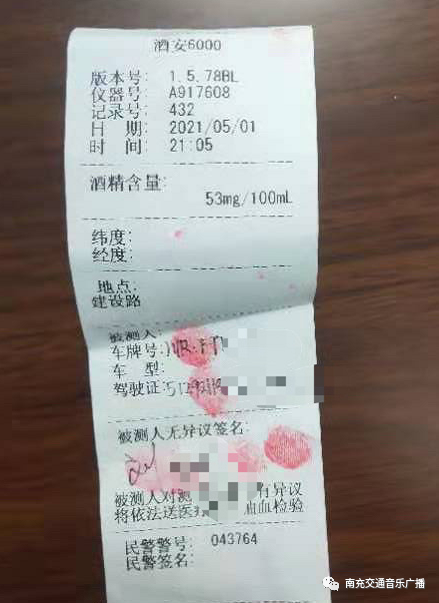 酒安6000
版本号: 1.5.78BL
仪器号: A917608
记录号: 432
日 期: 2021/05/01
时 间: 21:05
酒精含量:
53mg/100mL
纬度:
经度:
地点:
建设路
被测人:
车牌号:
车 型:
驾驶证:
被测人无异议签名:
被测人对测 有异议
将依法送医 抽血检验
民警警号: 043764
民警签名:
南充交通音乐广播